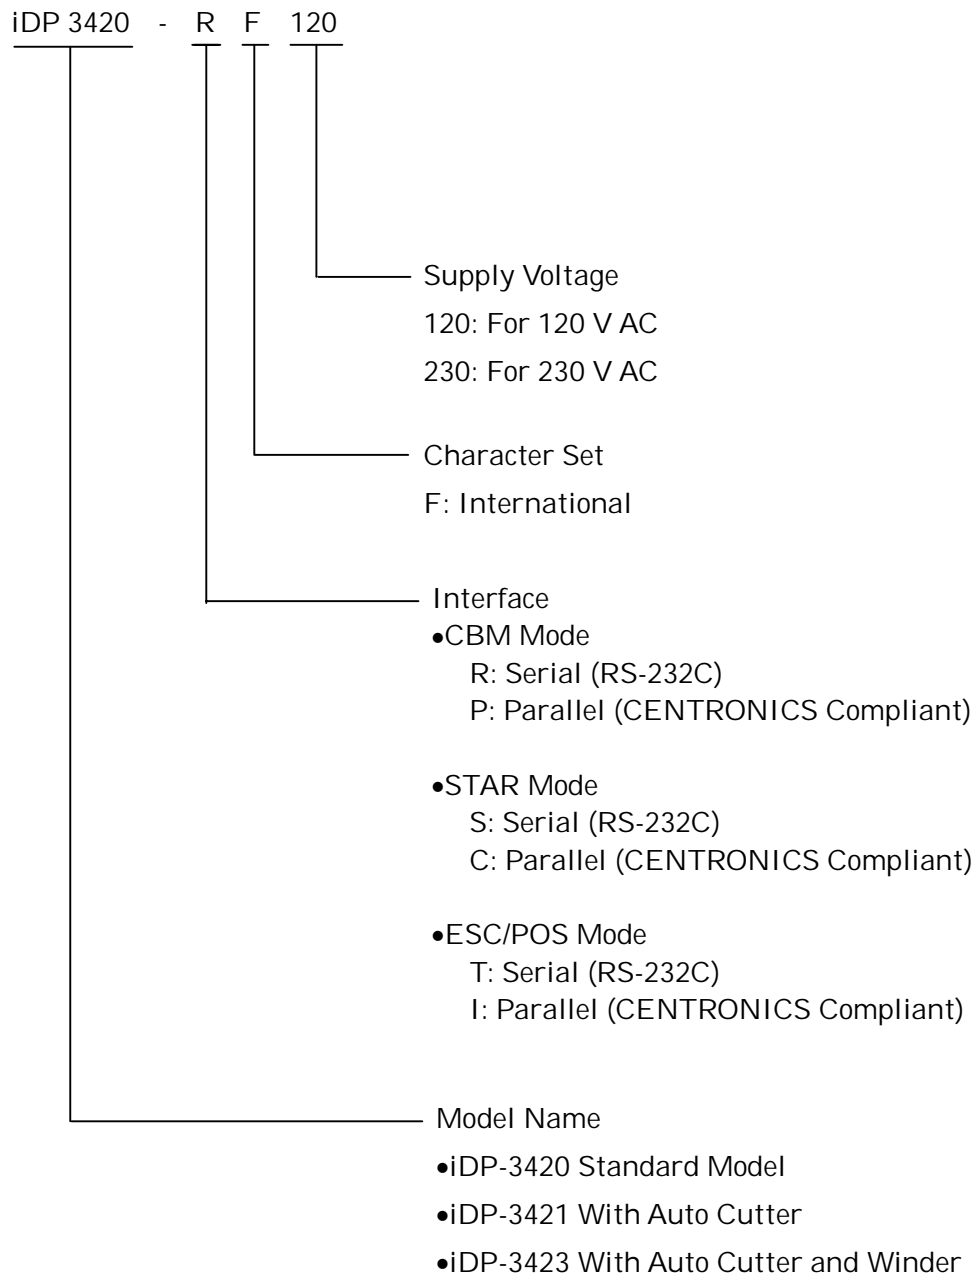 iDP 3420 - R F 120
Supply Voltage
120: For 120 V AC
230: For 230 V AC
Character Set
F: International
Interface
•CBM Mode
R: Serial (RS-232C)
P: Parallel (CENTRONICS Compliant)
•STAR Mode
S: Serial (RS-232C)
C: Parallel (CENTRONICS Compliant)
•ESC/POS Mode
T: Serial (RS-232C)
I: Parallel (CENTRONICS Compliant)
Model Name
•iDP-3420 Standard Model
•iDP-3421 With Auto Cutter
•iDP-3423 With Auto Cutter and Winder